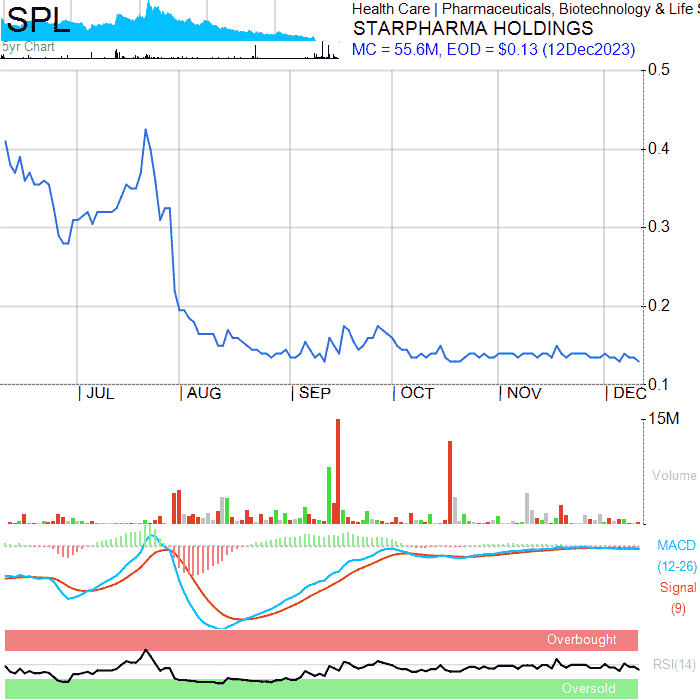 SPL
5yr Chart
Health Care | Pharmaceuticals, Biotechnology & Life S
STARPHARMA HOLDINGS
MC = 55.6M, EOD = $0.13 (12Dec2023)
0.5
0.4
0.3
0.2
0.1
| JUL | AUG | SEP | OCT | NOV | DEC
15M
Volume
MACD
(12-26)
Signal
(9)
Overbought
RSI(14)
Oversold